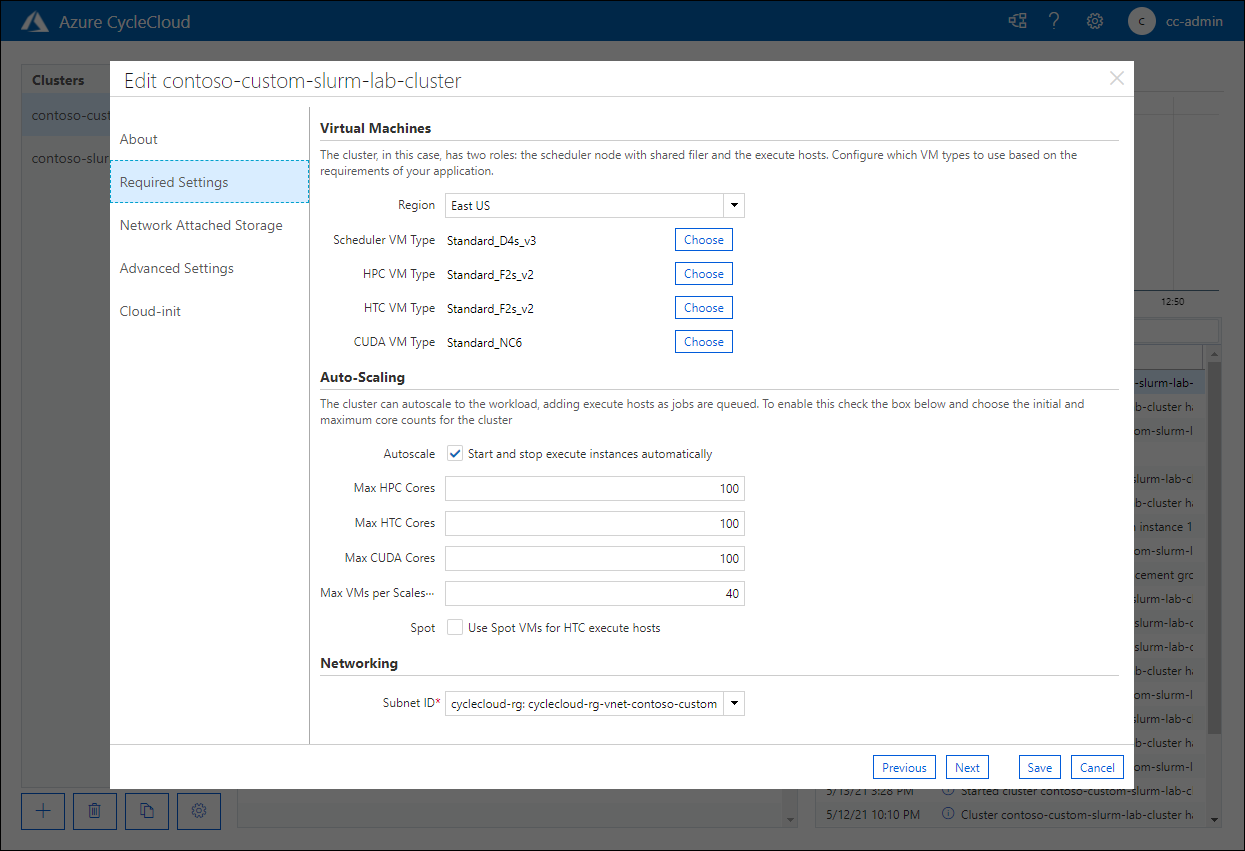 Azure CycleCloud
?
C
cc-admin
Clusters
contoso-cust
contoso-slur
Edit contoso-custom-slurm-lab-cluster
About
Required Settings
Network Attached Storage
Advanced Settings
Cloud-init
Virtual Machines
The cluster, in this case, has two roles: the scheduler node with shared filer and the execute hosts. Configure which VM types to use based on the
requirements of your application.
Region East US
Scheduler VM Type Standard_D4s_v3 Choose
HPC VM Type Standard_F2s_v2 Choose
HTC VM Type Standard_F2s_v2 Choose
CUDA VM Type Standard_NC6 Choose
Auto-Scaling
The cluster can autoscale to the workload, adding execute hosts as jobs are queued. To enable this check the box below and choose the initial and
maximum core counts for the cluster
Autoscale Start and stop execute instances automatically
Max HPC Cores 100
Max HTC Cores 100
Max CUDA Cores 100
Max VMs per Scales··· 40
Spot Use Spot VMs for HTC execute hosts
Networking
Subnet ID* cyclecloud-rg: cyclecloud-rg-vnet-contoso-custom
Previous Next Save Cancel
12:50
-slurm-lab-
b-cluster ha
om-slurm-l
slurm-lab-cl
b-cluster ha
n instance 1
om-slurm-l
cement gro
slurm-lab-cl
slurm-lab-c
slurm-lab-c
b-cluster ha
om-slurm-l
slurm-lab-cl
b-cluster ha
om-slurm-l
5/13/21 3:28 PM Started cluster contoso-custom-slurm-lab-cl
5/12/21 10:10 PM Cluster contoso-custom-slurm-lab-cluster ha